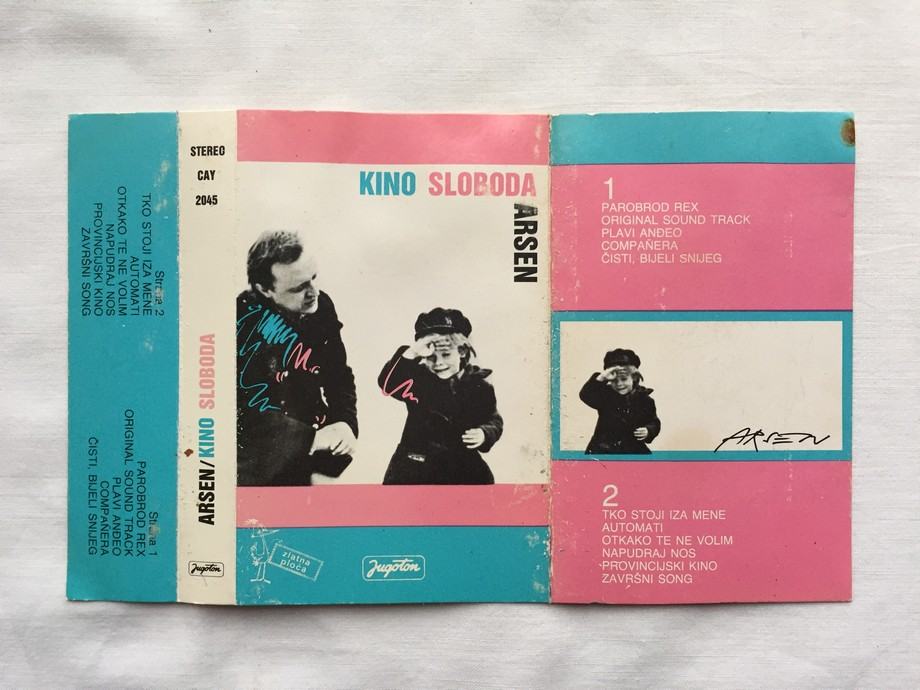 Strana 2
TKO STOJI IZA MENE
AUTOMATI
OTKAKO TE NE VOLIM
NAPUDRAJ NOS
PROVINCIJSKI KINO
ZAVRŠNI SONG
Strana 1
PAROBROD REX
ORIGINAL SOUND TRACK
PLAVI ANĐEO
COMPAÑERA
ČISTI, BIJELI SNIJEG
STEREO
CAY
2045
ARSEN/KINO SLOBODA
Jugoton
KINO SLOBODA
ARSEN
zlatna
ploča
Jugoton
1
PAROBROD REX
ORIGINAL SOUND TRACK
PLAVI ANĐEO
COMPAÑERA
ČISTI, BIJELI SNIJEG
ARSEN
2
TKO STOJI IZA MENE
AUTOMATI
OTKAKO TE NE VOLIM
NAPUDRAJ NOS
PROVINCIJSKI KINO
ZAVRŠNI SONG